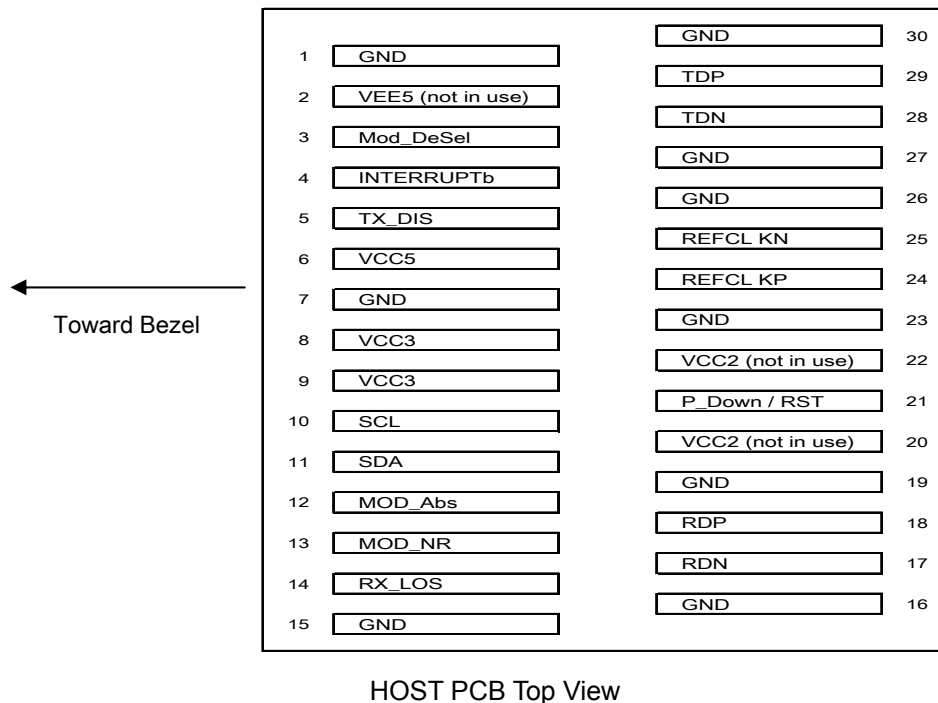 1 GND
2 VEE5 (not in use)
3 Mod_DeSel
4 INTERRUPTb
5 TX_DIS
6 VCC5
7 GND
8 VCC3
9 VCC3
10 SCL
11 SDA
12 MOD_Abs
13 MOD_NR
14 RX_LOS
15 GND
GND 30
TDP 29
TDN 28
GND 27
GND 26
REFCL KN 25
REFCL KP 24
GND 23
VCC2 (not in use) 22
P_Down / RST 21
VCC2 (not in use) 20
GND 19
RDP 18
RDN 17
GND 16
Toward Bezel
HOST PCB Top View